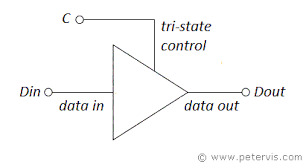 C
tri-state
control
Din
data in
data out
Dout
© www.petervis.com